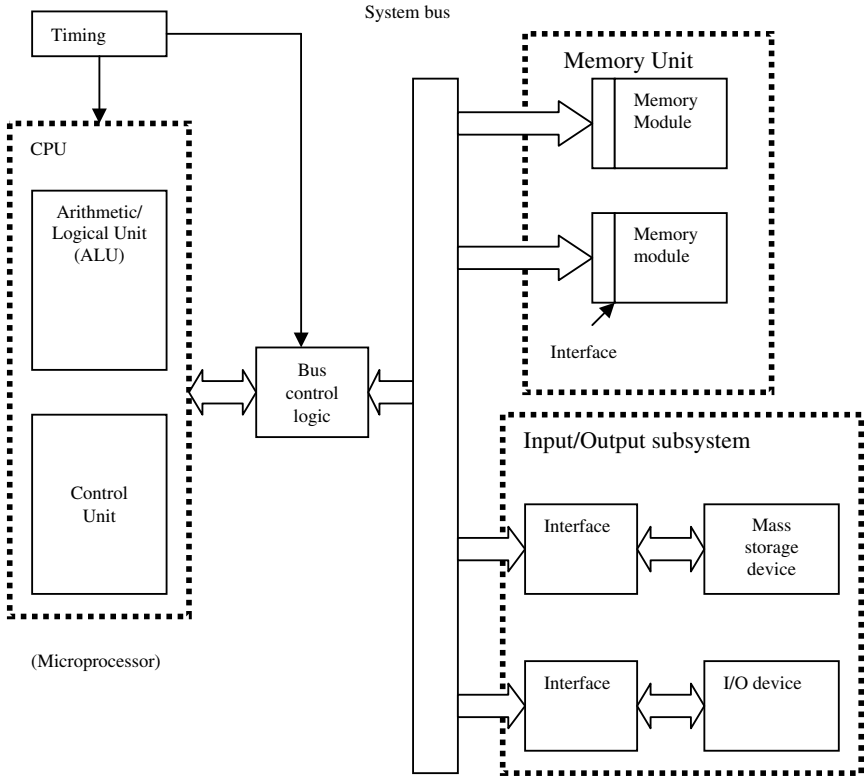 System bus
Timing
CPU
Arithmetic/
Logical Unit
(ALU)
Control
Unit
(Microprocessor)
Bus
control
logic
Memory Unit
Memory
Module
Memory
module
Interface
Input/Output subsystem
Interface
Mass
storage
device
Interface
I/O device